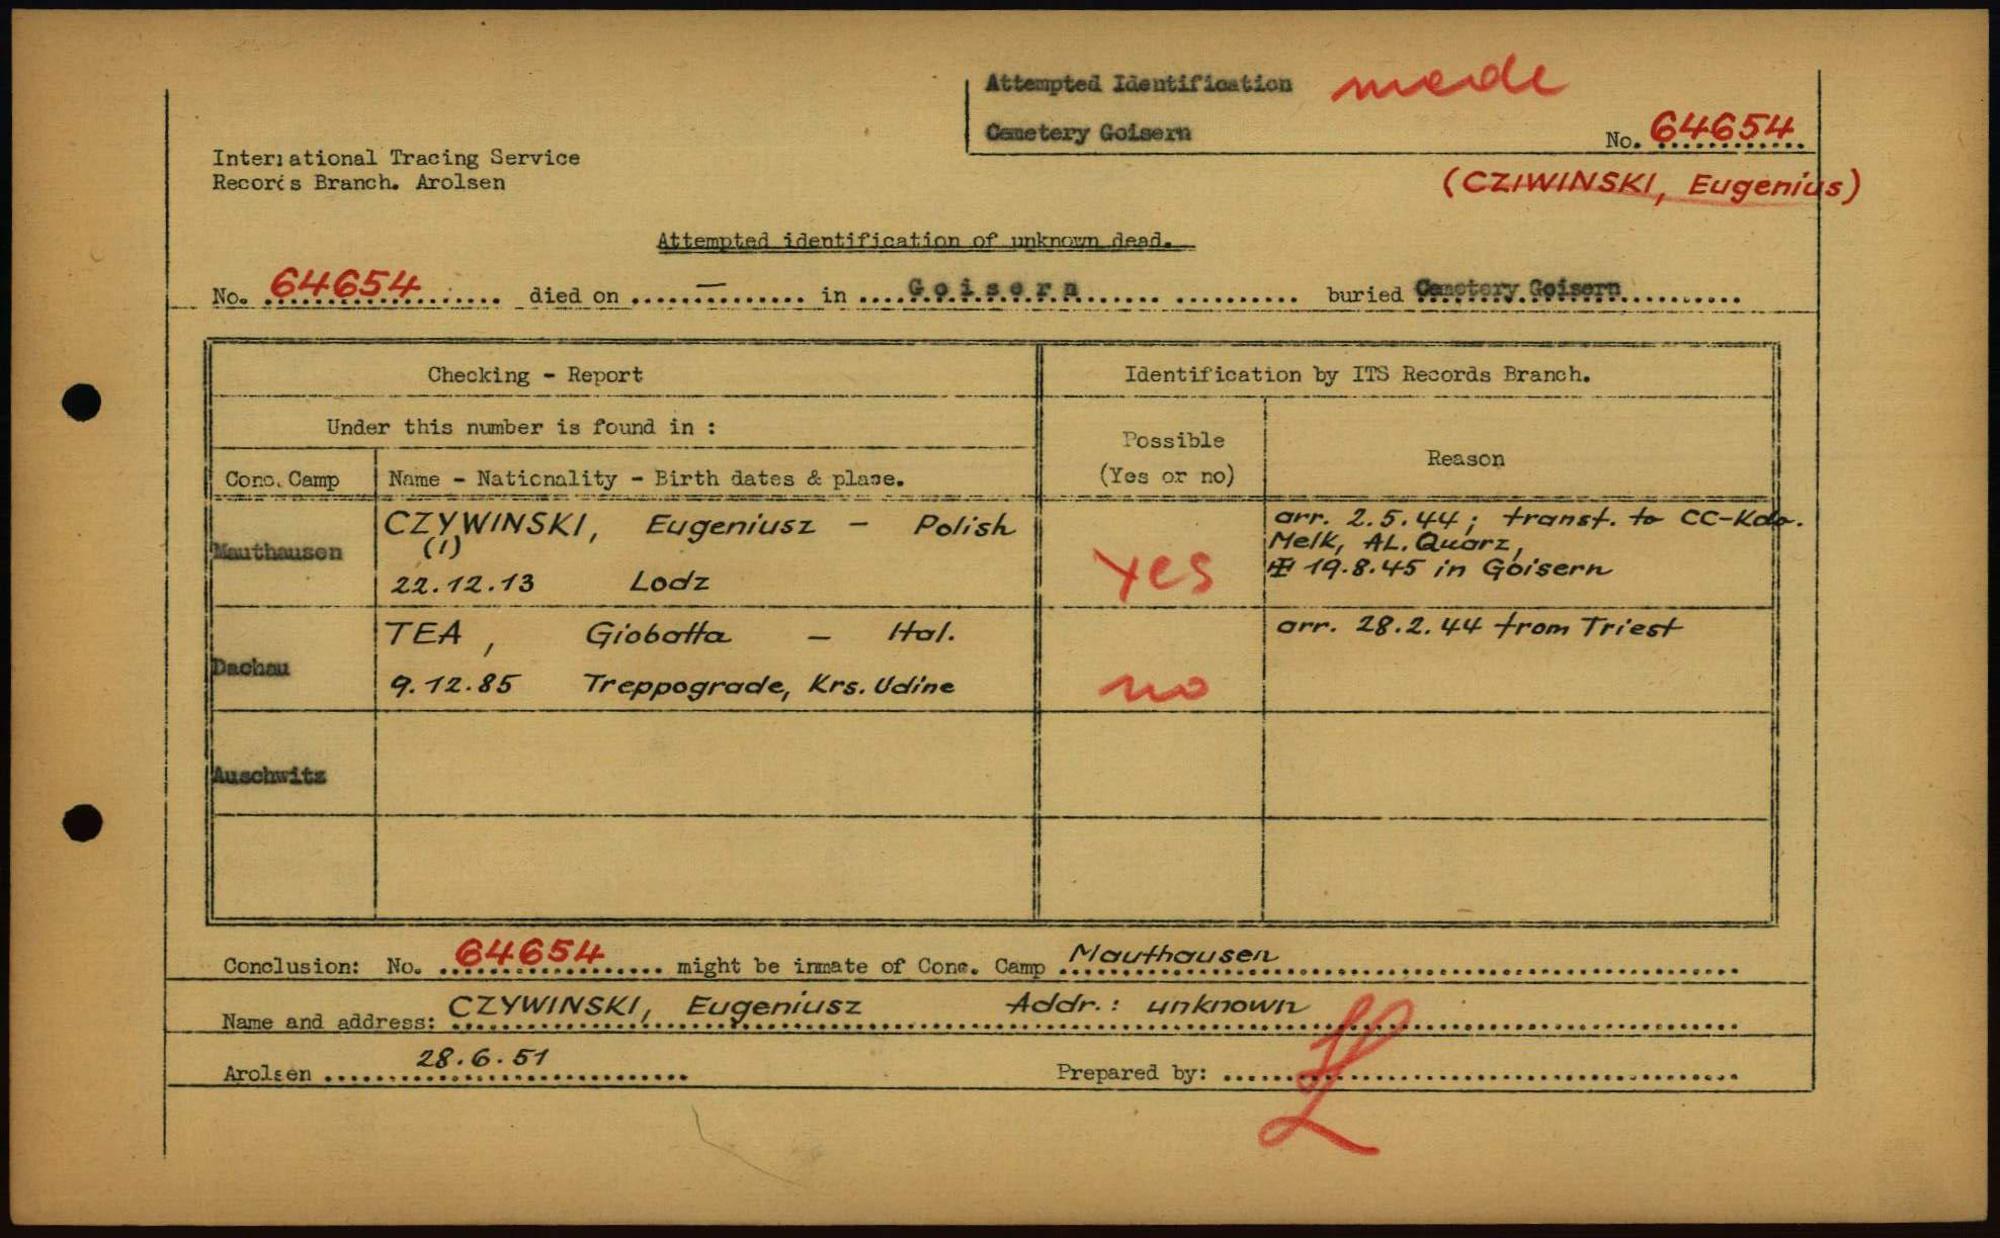 Attempted Identification made
Cemetery Goisern No. 64654
International Tracing Service
Records Branch. Arolsen
(CZIWINSKI, Eugenius)
Attempted identification of unknown dead.
No. 64654 died on — in Goisern buried Cemetery Goisern
Checking - Report Identification by ITS Records Branch.
Under this number is found in :
Possible
(Yes or no)
Reason
Conc. Camp Name - Nationality - Birth dates & place.
Mauthausen
CZYWINSKI, Eugeniusz - Polish
(i)
22.12.13 Lodz
yes
arr. 2.5.44; transf. to CC-Kdo.
Melk, AL. Quarz,
19.8.45 in Goisern
Dachau
TEA, Giobatta - Ital.
9.12.85 Treppograde, Krs. Udine
no
arr. 28.2.44 from Triest
Auschwitz
Conclusion: No. 64654 might be inmate of Conc. Camp Mauthausen
Name and address: CZYWINSKI, Eugeniusz Addr.: unknown
Arolsen 28.6.51 Prepared by: